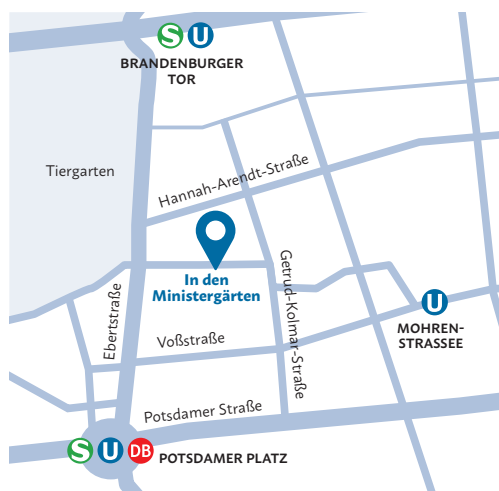 S U
BRANDENBURGER
TOR
Tiergarten
Hannah-Arendt-Straße
In den
Ministergärten
Getrud-Kolmar-Straße
Ebertstraße
U
MOHREN-
STRASSEE
Voßstraße
Potsdamer Straße
S U DB
POTSDAMER PLATZ